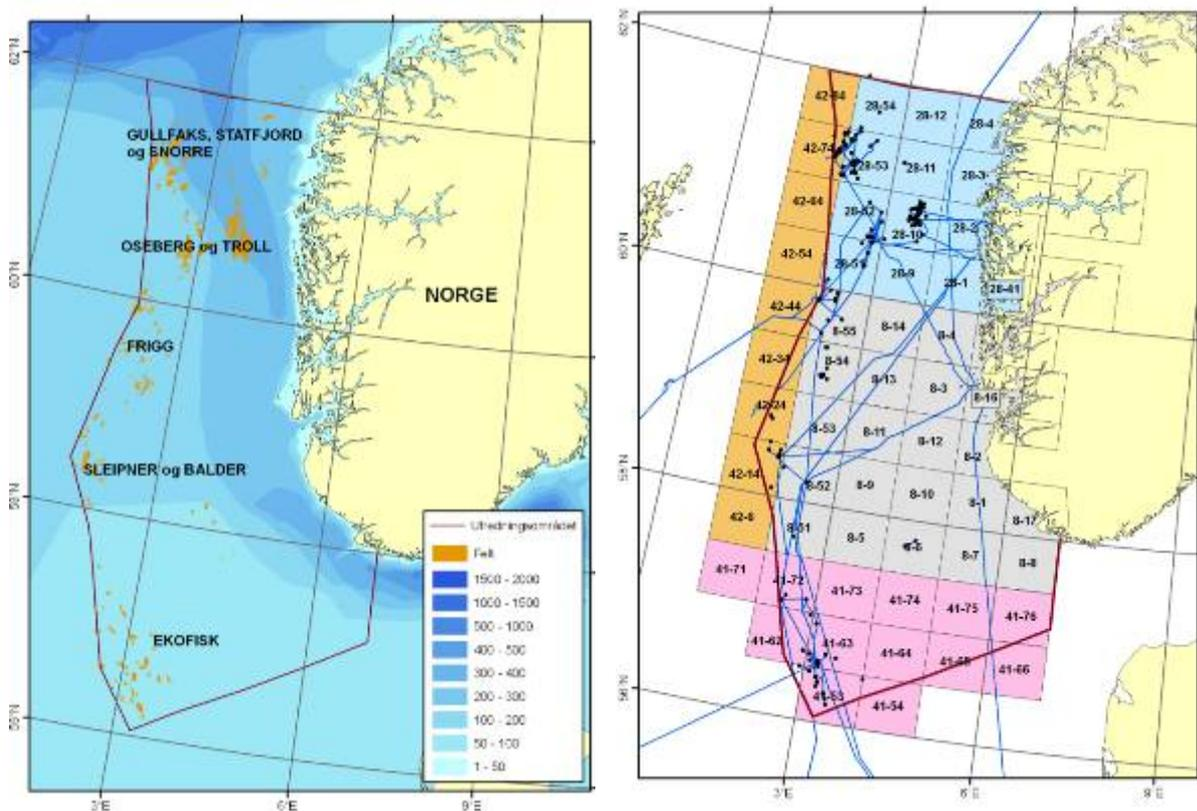 62°N
GULLFAKS, STATFJORD
og SNORRE
OSEBERG og TROLL
60°N
NORGE
FRIGG
SLEIPNER og BALDER
58°N
EKOFISK
56°N
3°E
6°E
9°E
Utredningsområdet
Felt
1500 - 2000
1000 - 1500
500 - 1000
400 - 500
300 - 400
200 - 300
100 - 200
50 - 100
1 - 50
62°N
42-84
28-54
28-12
28-4
42-74
28-53
28-11
28-3
42-64
28-52
28-10
28-2
42-54
28-51
28-9
28-1
28-41
60°N
42-44
8-55
8-14
8-4
42-34
8-54
8-13
8-3
8-16
42-24
8-53
8-11
8-12
8-2
58°N
42-14
8-52
8-9
8-10
8-1
8-17
42-6
8-51
8-5
8-6
8-7
8-8
41-71
41-72
41-73
41-74
41-75
41-76
41-62
41-63
41-64
41-65
41-66
56°N
41-53
41-54
3°E
6°E
9°E